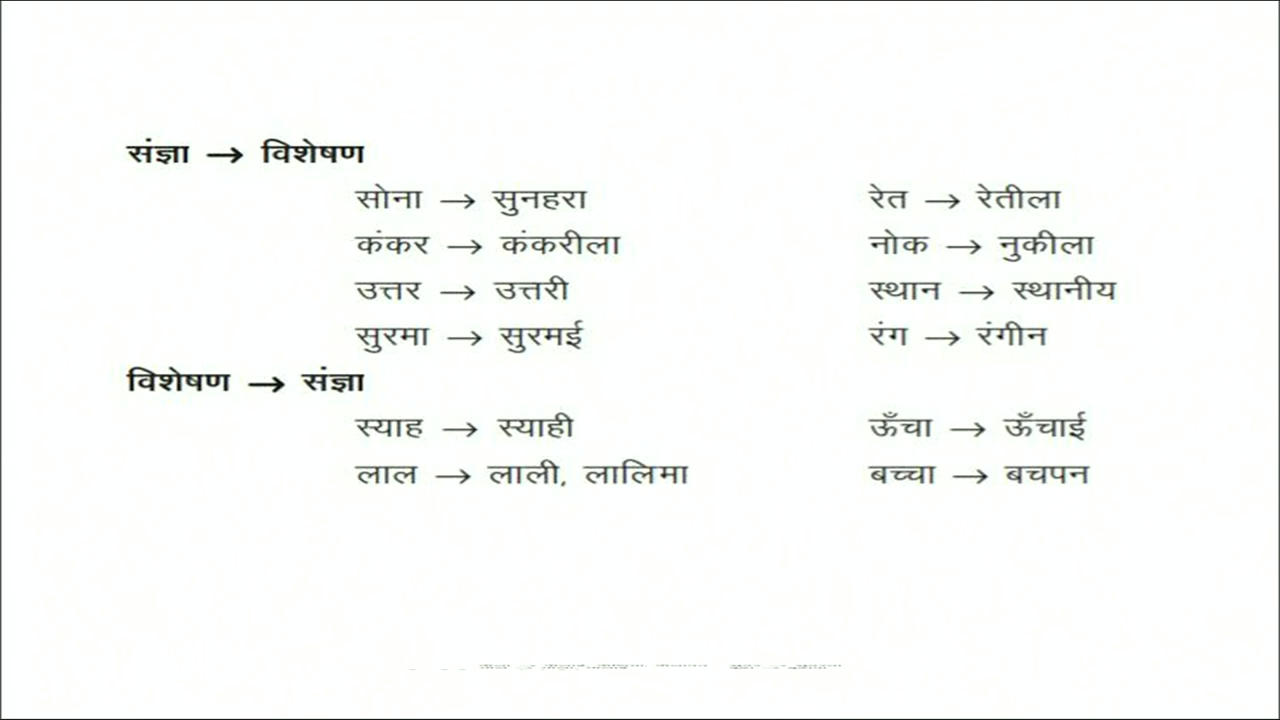 संज्ञा → विशेषण
सोना → सुनहरा रेत → रेतीला
कंकर → कंकरीला नोक → नुकीला
उत्तर → उत्तरी स्थान → स्थानीय
सुरमा → सुरमई रंग → रंगीन
विशेषण → संज्ञा
स्याह → स्याही ऊँचा → ऊँचाई
लाल → लाली, लालिमा बच्चा → बचपन